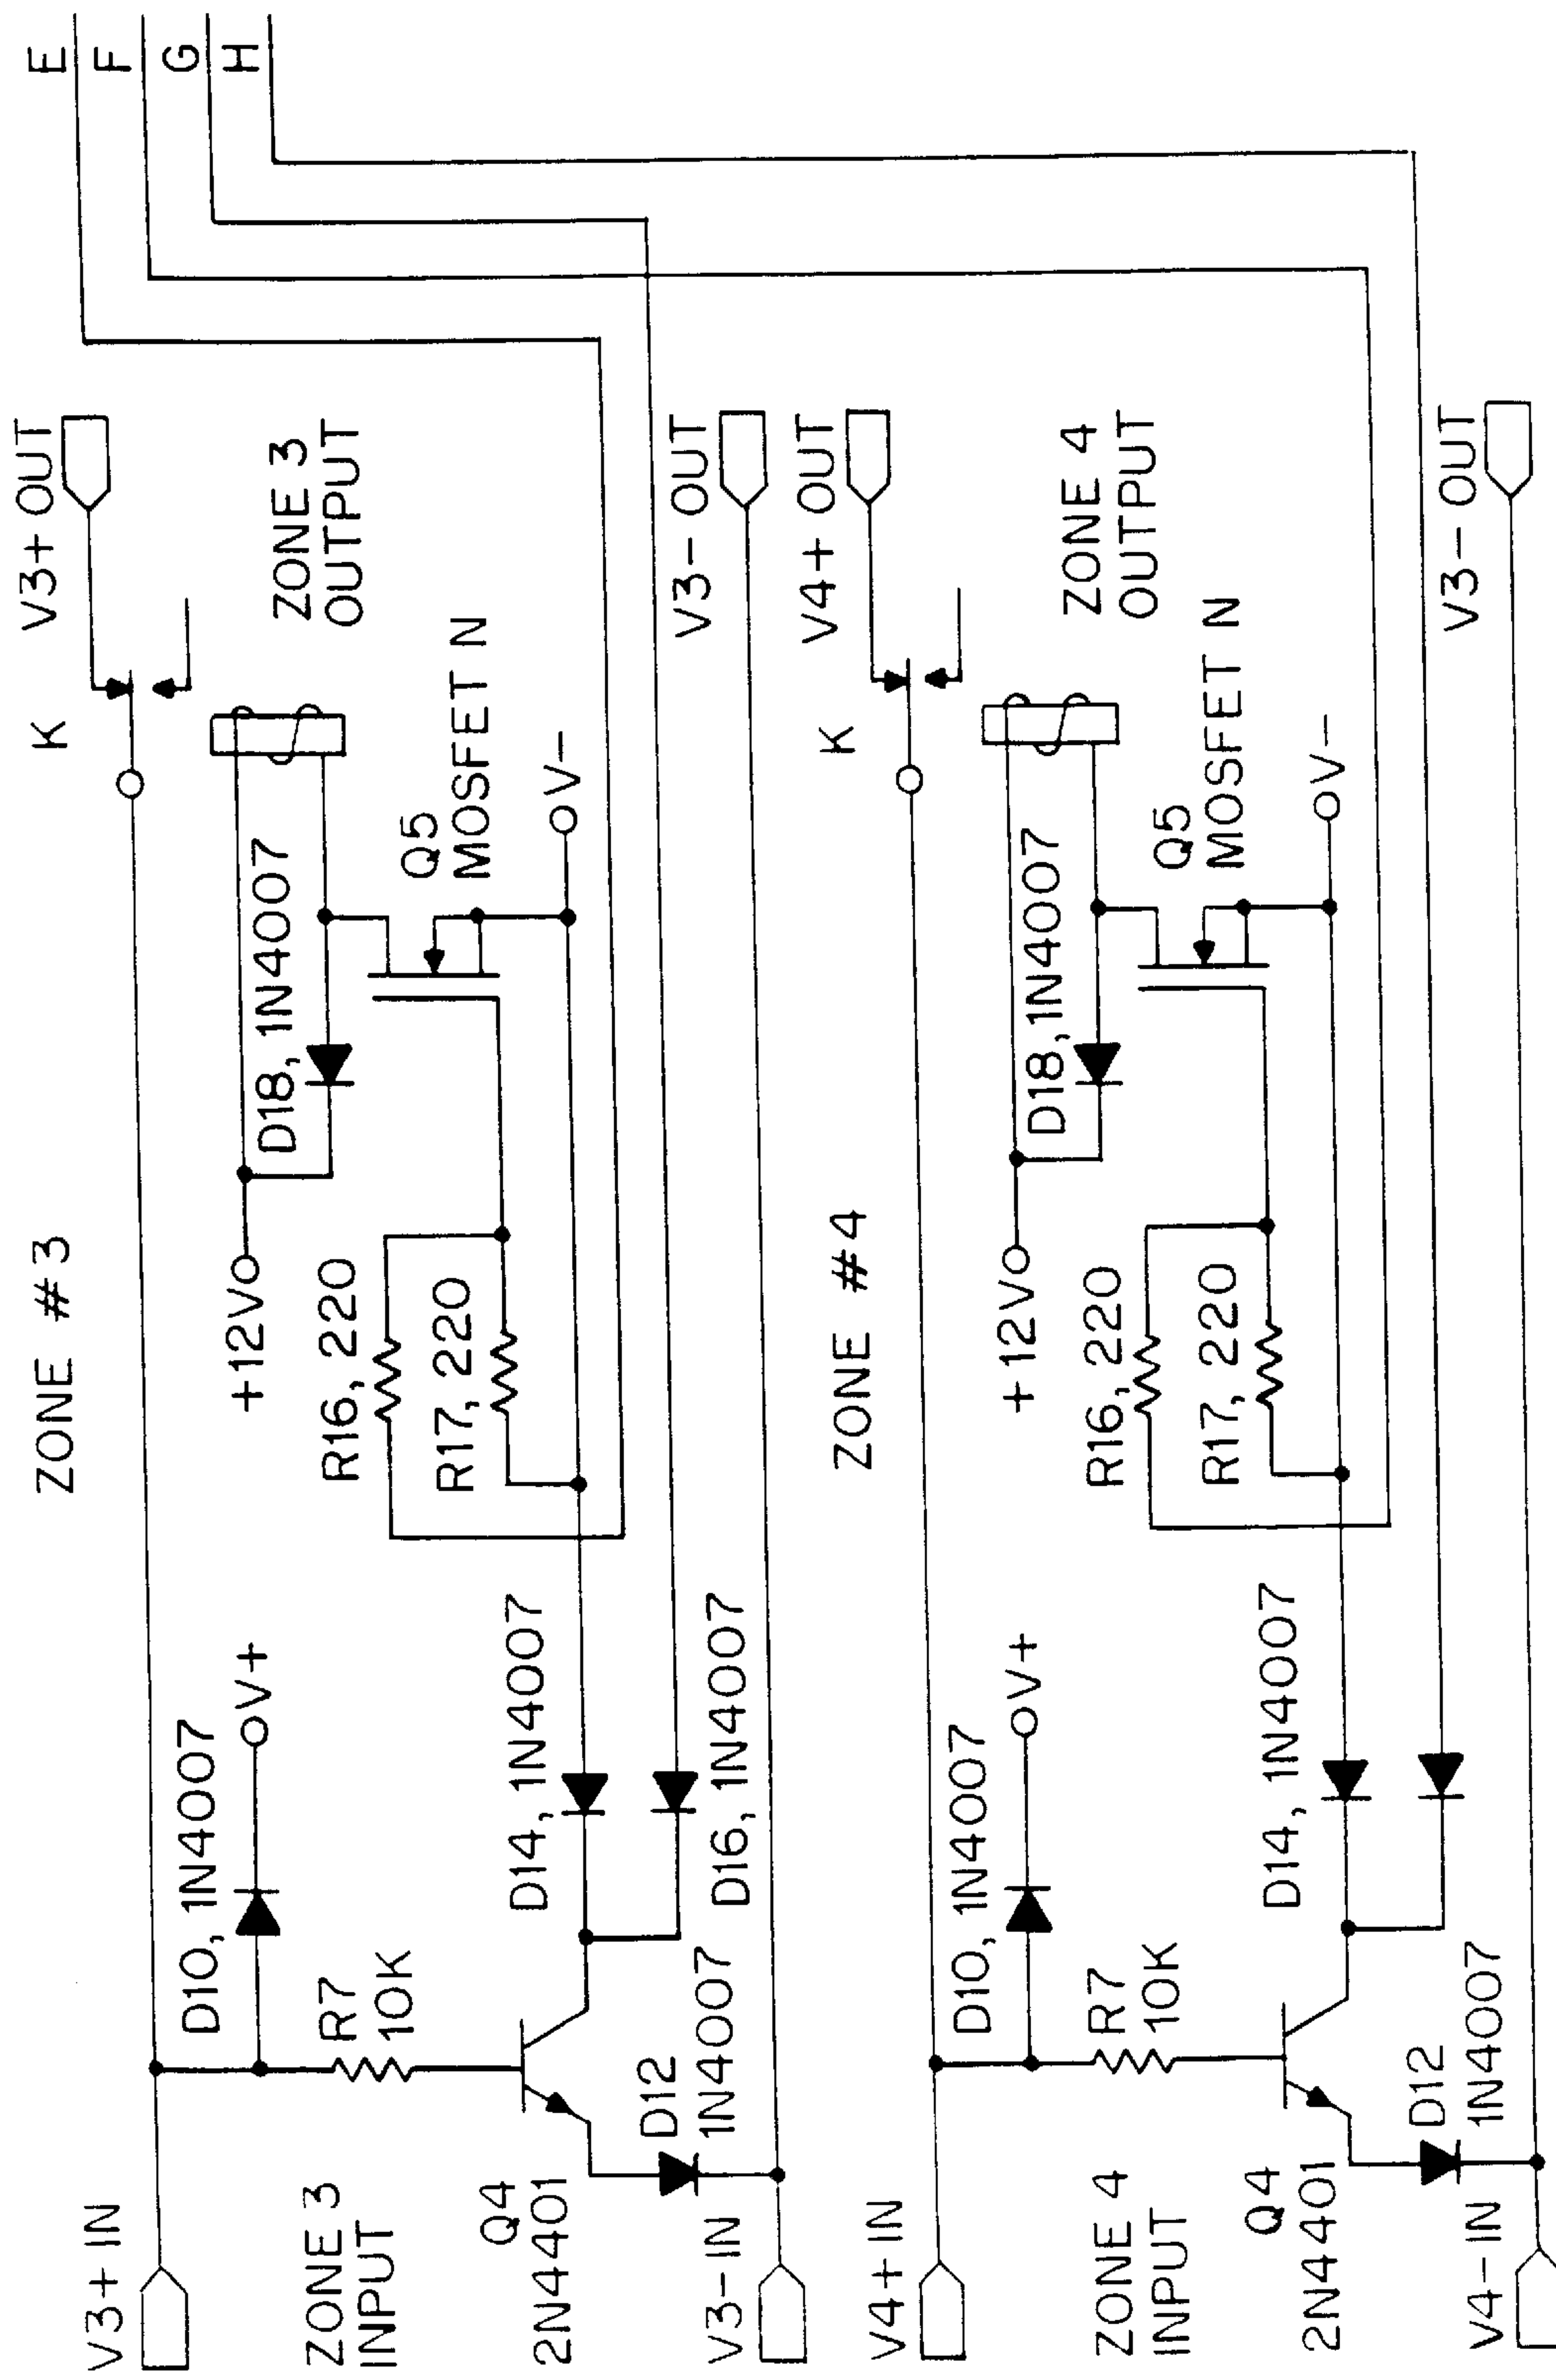 E
F
G
H
ZONE #3
V3+ IN
K
V3+ OUT
D10, 1N4007
V+
+12V
D18, 1N4007
ZONE 3
OUTPUT
ZONE 3
INPUT
R7
10K
R16, 220
R17, 220
Q5
MOSFET N
V-
Q4
2N4401
D14, 1N4007
D12
1N4007
D16, 1N4007
V3-IN
V3- OUT
ZONE #4
V4+ IN
K
V4+ OUT
D10, 1N4007
V+
+12V
D18, 1N4007
ZONE 4
OUTPUT
ZONE 4
INPUT
R7
10K
R16, 220
R17, 220
Q5
MOSFET N
V-
Q4
2N4401
D14, 1N4007
D12
1N4007
V4-IN
V3- OUT